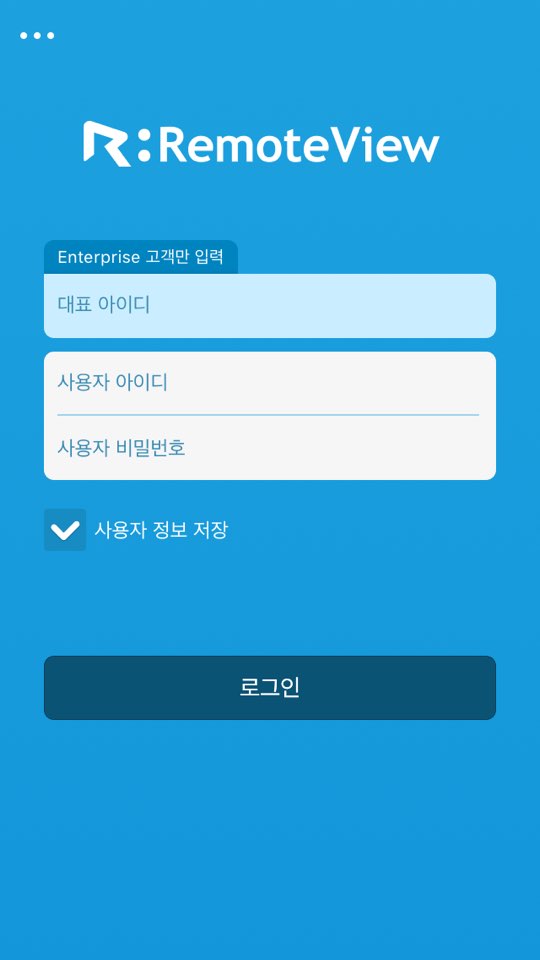 R:RemoteView
Enterprise 고객만 입력
대표 아이디
사용자 아이디
사용자 비밀번호
사용자 정보 저장
로그인